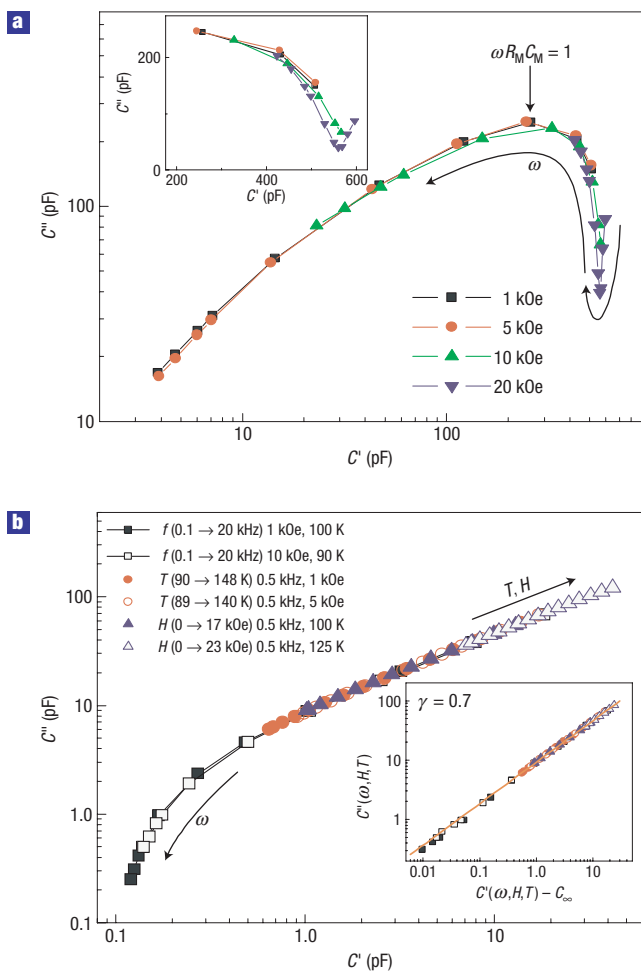 a
C'' (pF)
200
0
200
400
600
C' (pF)
ωR_MC_M = 1
ω
C'' (pF)
100
10
1 kOe
5 kOe
10 kOe
20 kOe
10
100
C' (pF)
b
f (0.1 → 20 kHz) 1 kOe, 100 K
f (0.1 → 20 kHz) 10 kOe, 90 K
T (90 → 148 K) 0.5 kHz, 1 kOe
T (89 → 140 K) 0.5 kHz, 5 kOe
H (0 → 17 kOe) 0.5 kHz, 100 K
H (0 → 23 kOe) 0.5 kHz, 125 K
T, H
ω
C'' (pF)
100
10
1.0
0.1
γ = 0.7
C''(ω,H,T)
100
10
1
0.01
0.1
1.0
10
C'(ω,H,T) − C∞
0.1
1.0
10
C' (pF)